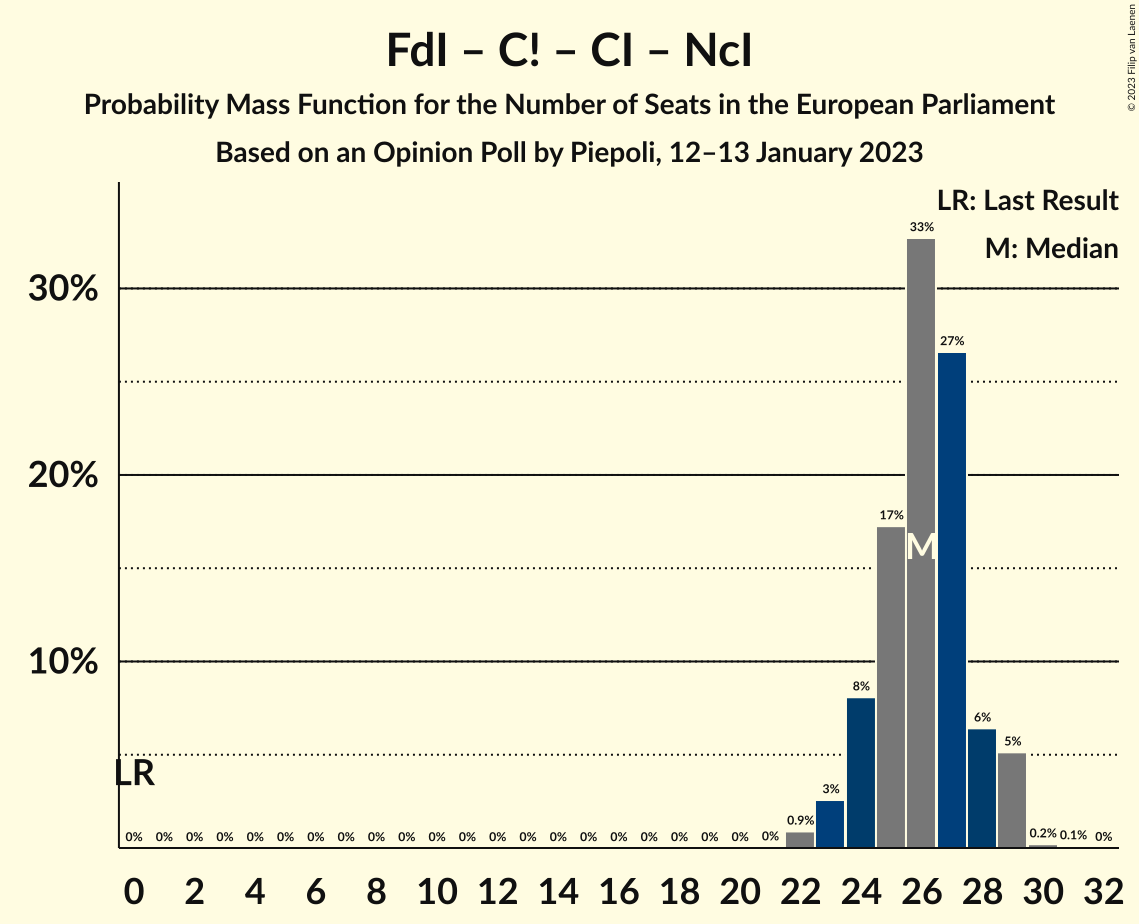 FdI – C! – CI – NcI
Probability Mass Function for the Number of Seats in the European Parliament
Based on an Opinion Poll by Piepoli, 12–13 January 2023
© 2023 Filip van Laenen
LR: Last Result
M: Median
30%
20%
10%
33%
27%
17%
M
8%
6%
5%
LR
3%
0.9%
0% 0% 0% 0% 0% 0% 0% 0% 0% 0% 0% 0% 0% 0% 0% 0% 0% 0% 0% 0% 0% 0% 0.2% 0.1% 0%
0 2 4 6 8 10 12 14 16 18 20 22 24 26 28 30 32